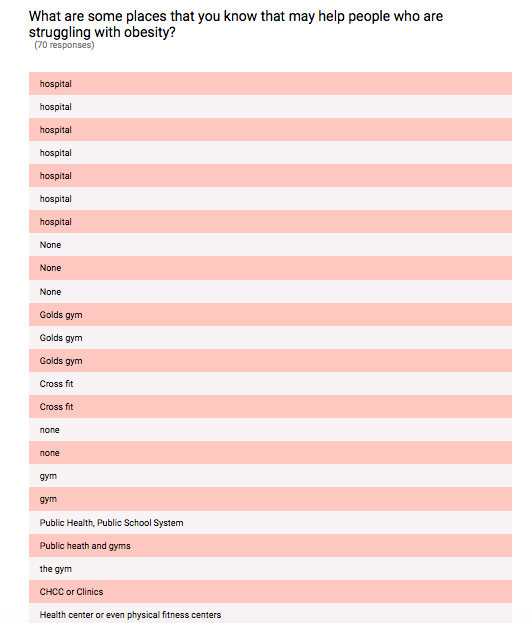 What are some places that you know that may help people who are
struggling with obesity?
(70 responses)
hospital
hospital
hospital
hospital
hospital
hospital
hospital
None
None
None
Golds gym
Golds gym
Golds gym
Cross fit
Cross fit
none
none
gym
gym
Public Health, Public School System
Public heath and gyms
the gym
CHCC or Clinics
Health center or even physical fitness centers